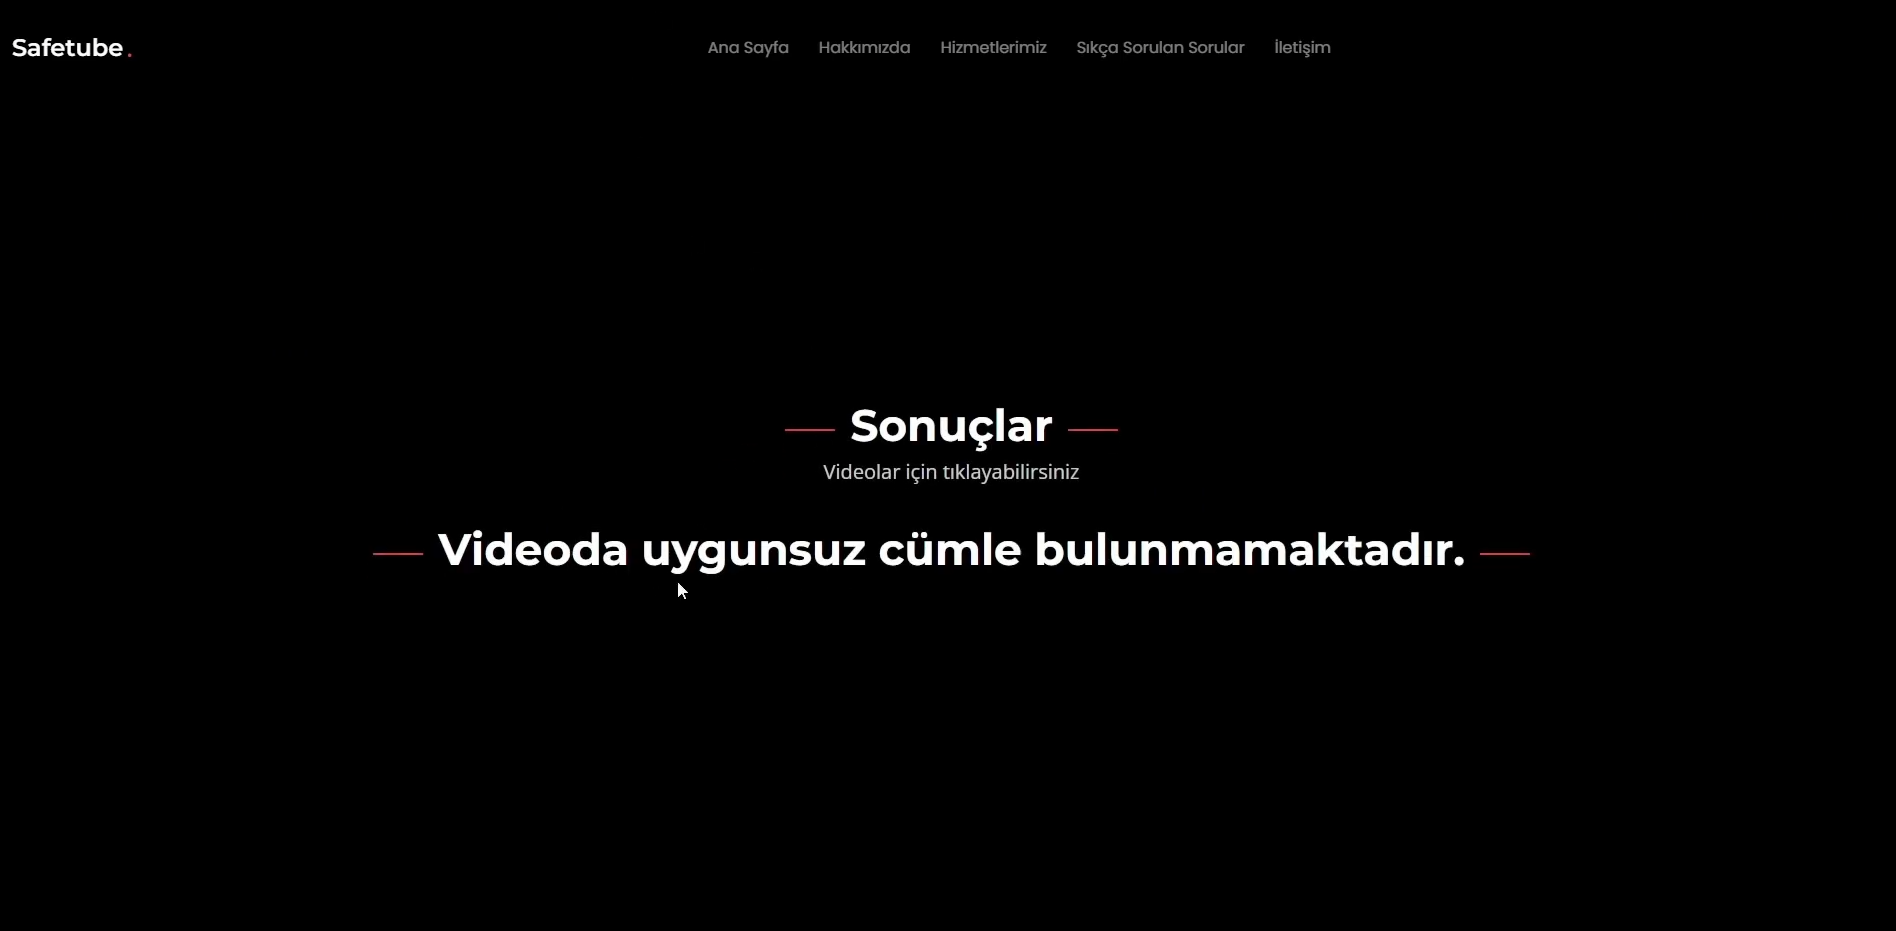 Safetube.
Ana Sayfa Hakkımızda Hizmetlerimiz Sıkça Sorulan Sorular İletişim
Sonuçlar
Videolar için tıklayabilirsiniz
Videoda uygunsuz cümle bulunmamaktadır.